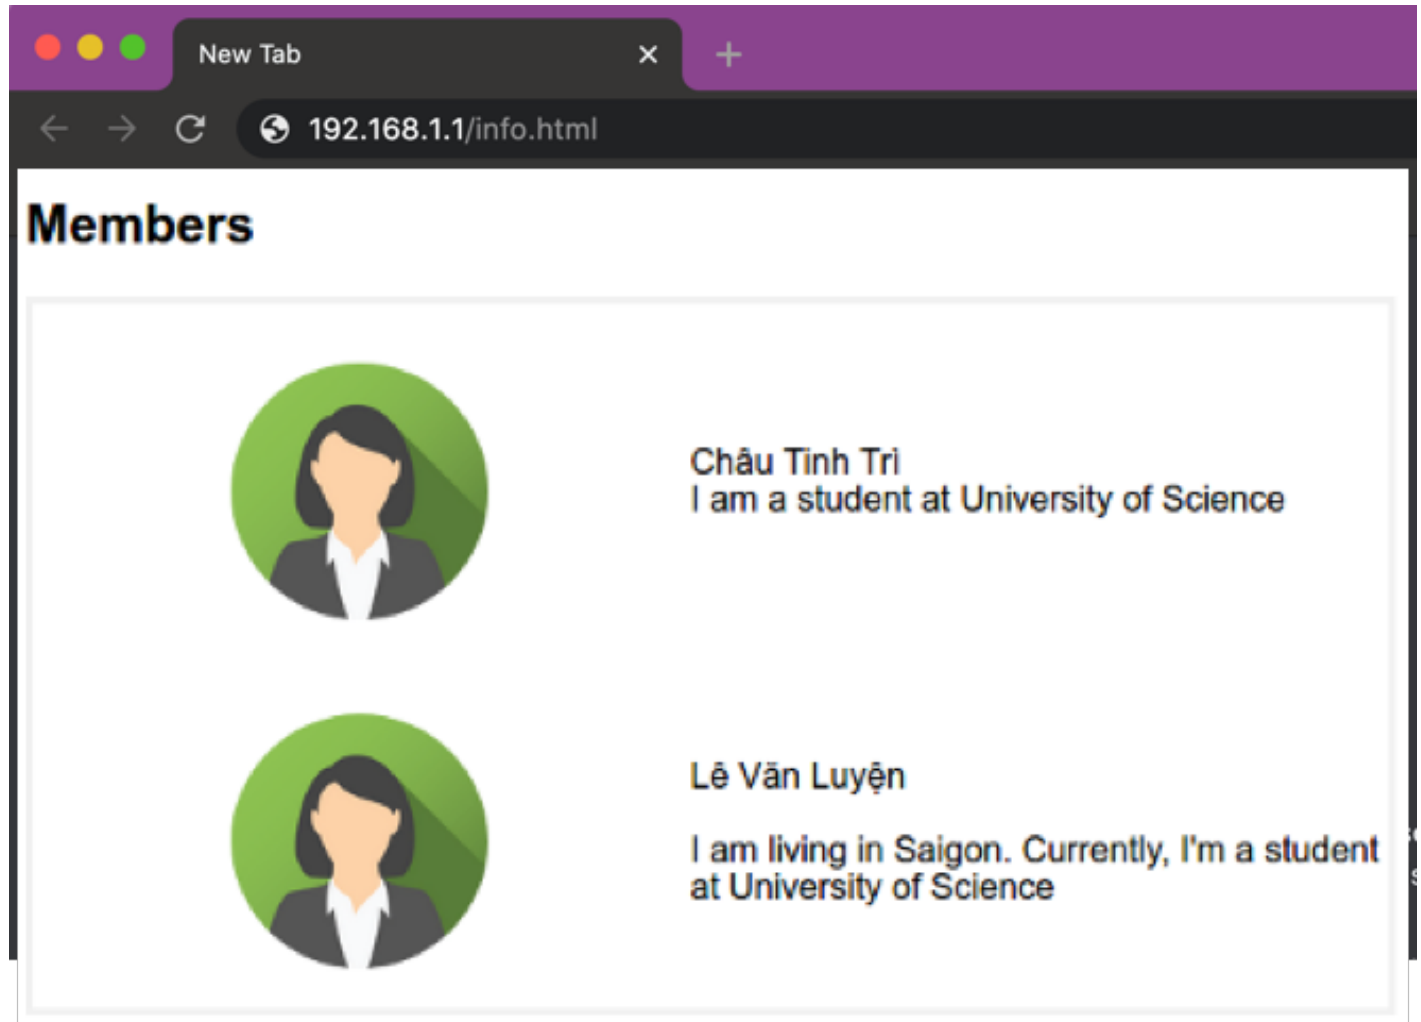 New Tab
192.168.1.1/info.html
Members
Châu Tinh Trì
I am a student at University of Science
Lê Văn Luyện
I am living in Saigon. Currently, I'm a student
at University of Science